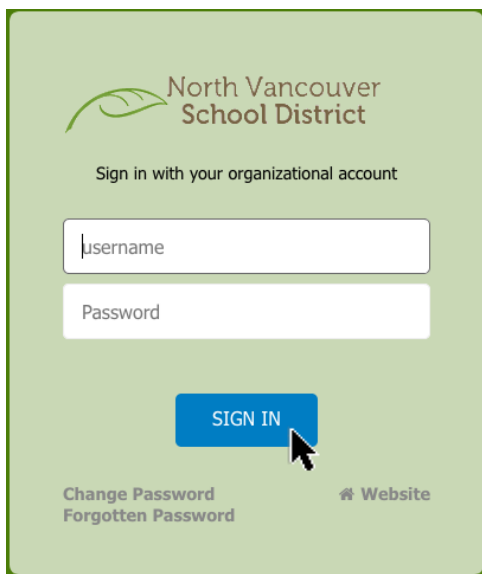 North Vancouver
School District
Sign in with your organizational account
username
Password
SIGN IN
Change Password
Website
Forgotten Password